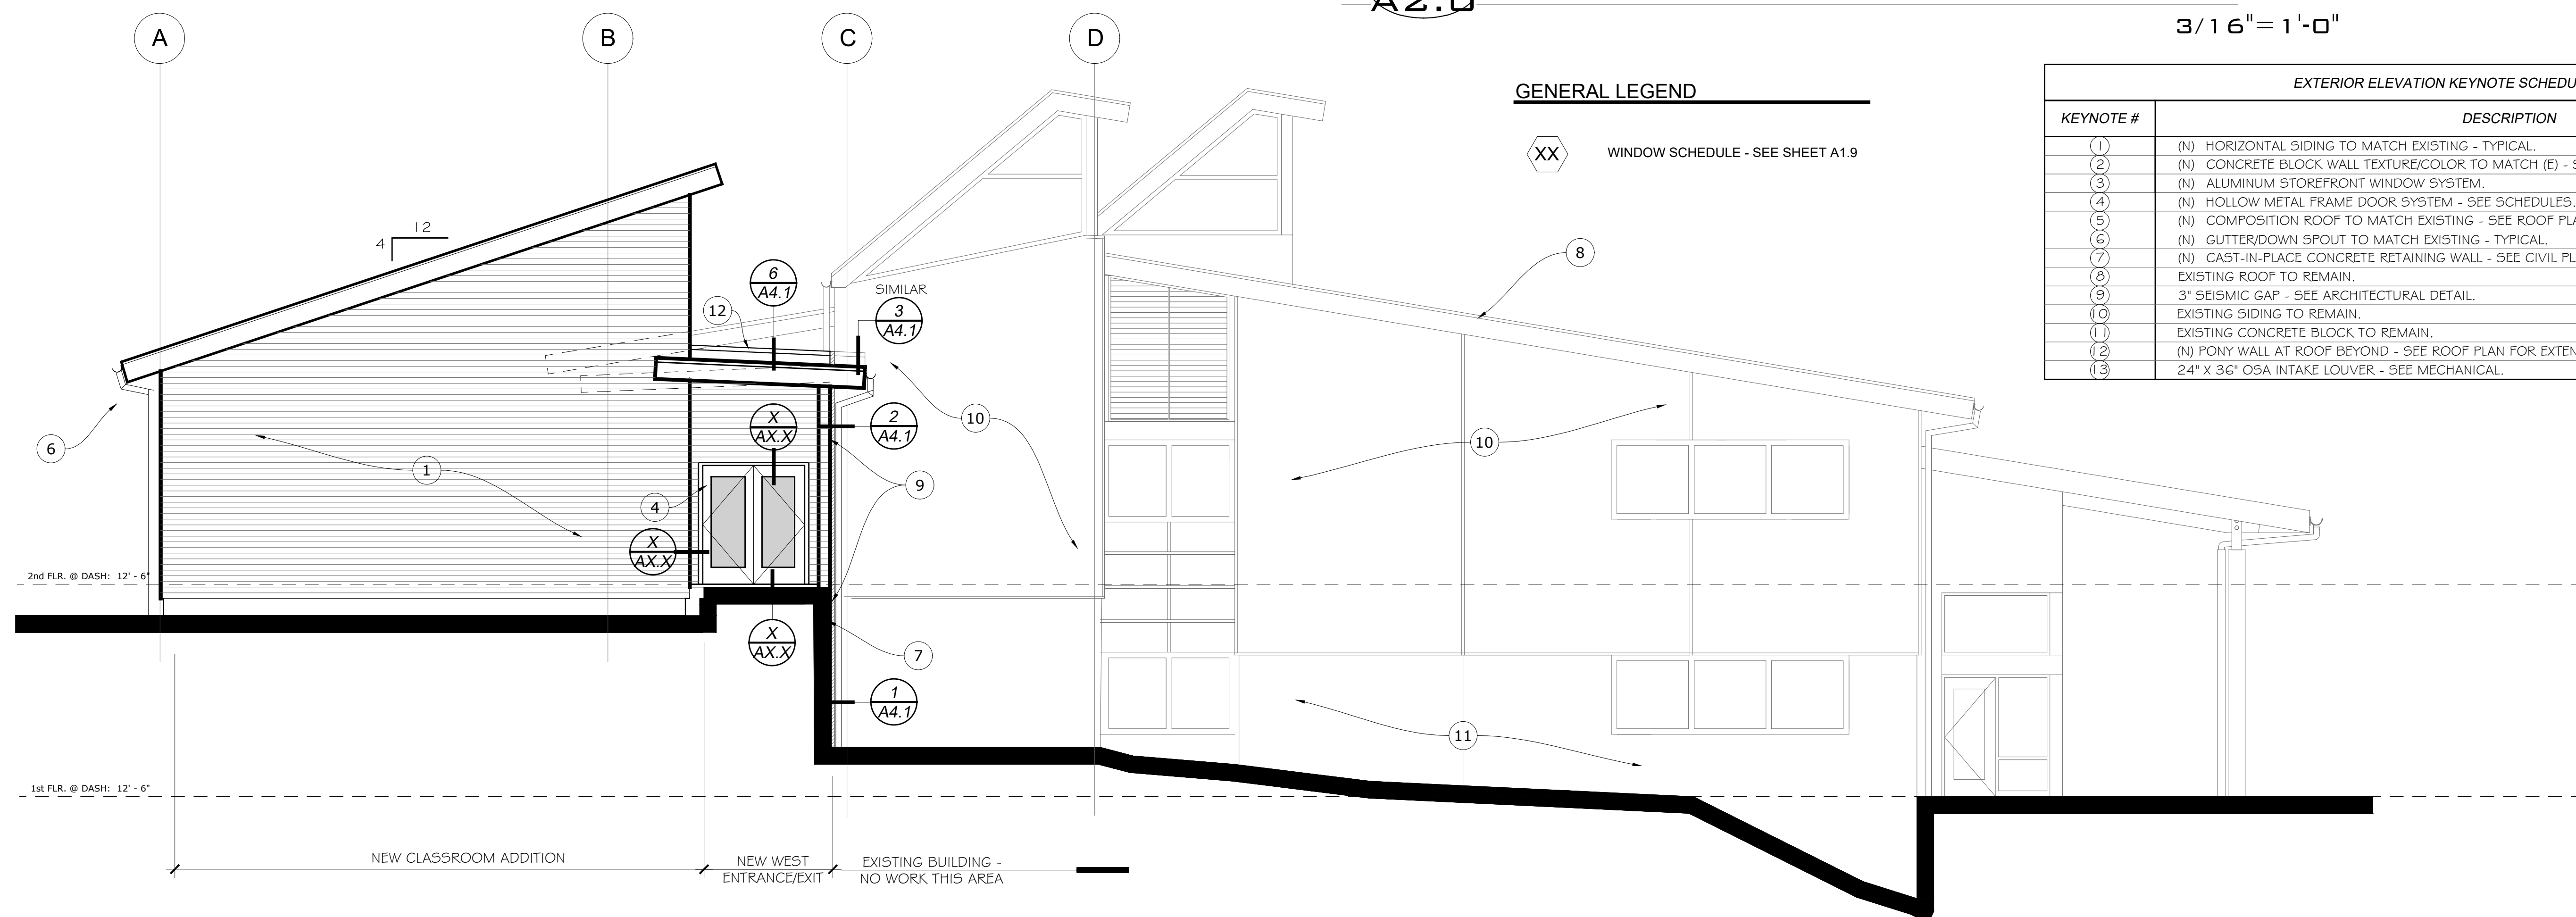 A2.0
3/16"=1'-0"
A
B
C
D
GENERAL LEGEND
XX
WINDOW SCHEDULE - SEE SHEET A1.9
EXTERIOR ELEVATION KEYNOTE SCHEDU
KEYNOTE #
DESCRIPTION
1 (N) HORIZONTAL SIDING TO MATCH EXISTING - TYPICAL.
2 (N) CONCRETE BLOCK WALL TEXTURE/COLOR TO MATCH (E) -
3 (N) ALUMINUM STOREFRONT WINDOW SYSTEM.
4 (N) HOLLOW METAL FRAME DOOR SYSTEM - SEE SCHEDULES.
5 (N) COMPOSITION ROOF TO MATCH EXISTING - SEE ROOF PLA
6 (N) GUTTER/DOWN SPOUT TO MATCH EXISTING - TYPICAL.
7 (N) CAST-IN-PLACE CONCRETE RETAINING WALL - SEE CIVIL PL
8 EXISTING ROOF TO REMAIN.
9 3" SEISMIC GAP - SEE ARCHITECTURAL DETAIL.
10 EXISTING SIDING TO REMAIN.
11 EXISTING CONCRETE BLOCK TO REMAIN.
12 (N) PONY WALL AT ROOF BEYOND - SEE ROOF PLAN FOR EXTEN
13 24" X 36" OSA INTAKE LOUVER - SEE MECHANICAL.
12
4
6
A4.1
SIMILAR
3
A4.1
12
8
10
X
AX.X
2
A4.1
10
6
1
9
4
X
AX.X
2nd FLR. @ DASH: 12' - 6"
X
AX.X
7
1
A4.1
11
1st FLR. @ DASH: 12' - 6"
NEW CLASSROOM ADDITION
NEW WEST
ENTRANCE/EXIT
EXISTING BUILDING -
NO WORK THIS AREA